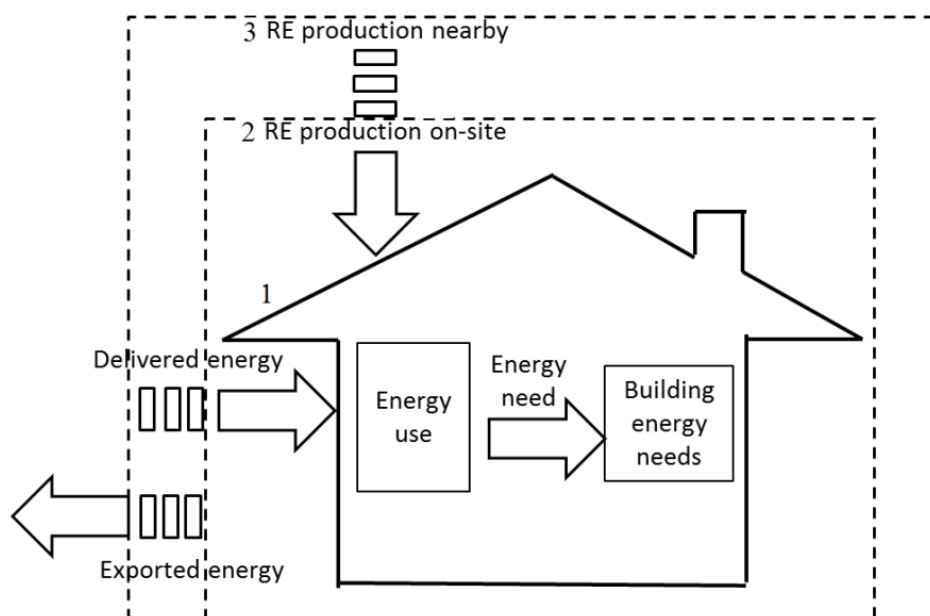 3 RE production nearby
2 RE production on-site
1
Delivered energy
Energy
use
Energy
need
Building
energy
needs
Exported energy